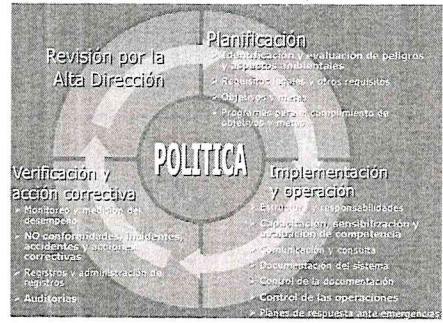 Planificación
➢ Identificación y evaluación de peligros
y aspectos ambientales
➢ Requisitos legales y otros requisitos
➢ Objetivos y metas
➢ Programas para el cumplimiento de
objetivos y metas
Implementación
y operación
➢ Estructura y responsabilidades
➢ Capacitación, sensibilización y
evaluación de competencia
➢ Comunicación y consulta
➢ Documentación del sistema
➢ Control de la documentación
➢ Control de las operaciones
➢ Planes de respuesta ante emergencias
Verificación y
acción correctiva
➢ Monitoreo y medición del
desempeño
➢ NO conformidades, incidentes,
accidentes y acciones
correctivas
➢ Registros y administración de
registros
➢ Auditorías
Revisión por la
Alta Dirección
POLITICA